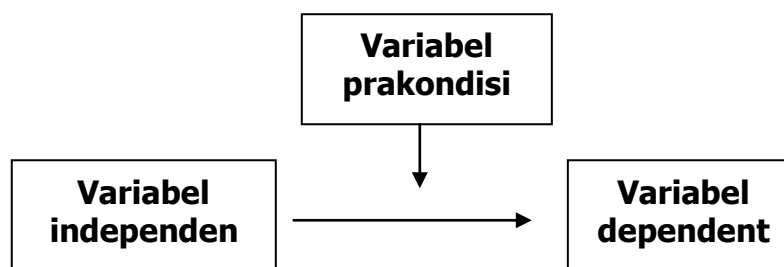 Variabel
prakondisi
Variabel
independen
Variabel
dependent